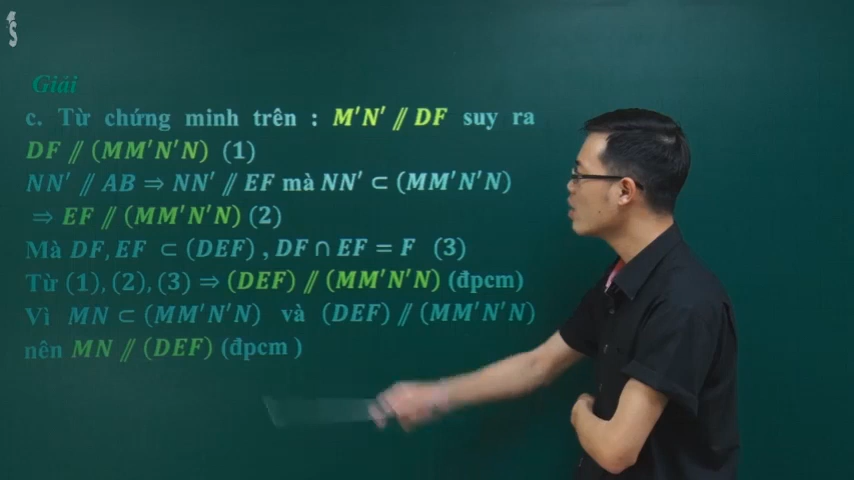 Giải
c. Từ chứng minh trên : M'N' // DF suy ra
DF // (MM'N'N) (1)
NN' // AB ⇒ NN' // EF mà NN' ⊂ (MM'N'N)
⇒ EF // (MM'N'N) (2)
Mà DF, EF ⊂ (DEF) , DF ∩ EF = F (3)
Từ (1), (2), (3) ⇒ (DEF) // (MM'N'N) (đpcm)
Vì MN ⊂ (MM'N'N) và (DEF) // (MM'N'N)
nên MN // (DEF) (đpcm )